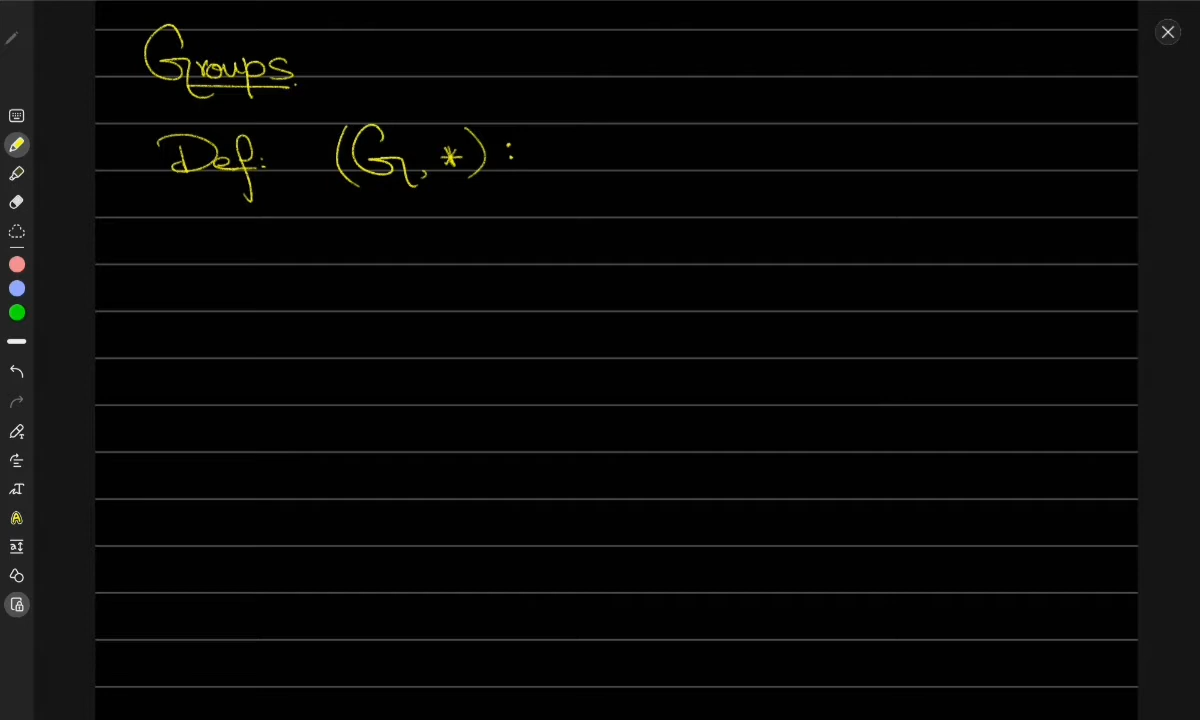 Groups.
Def: (G, *) :